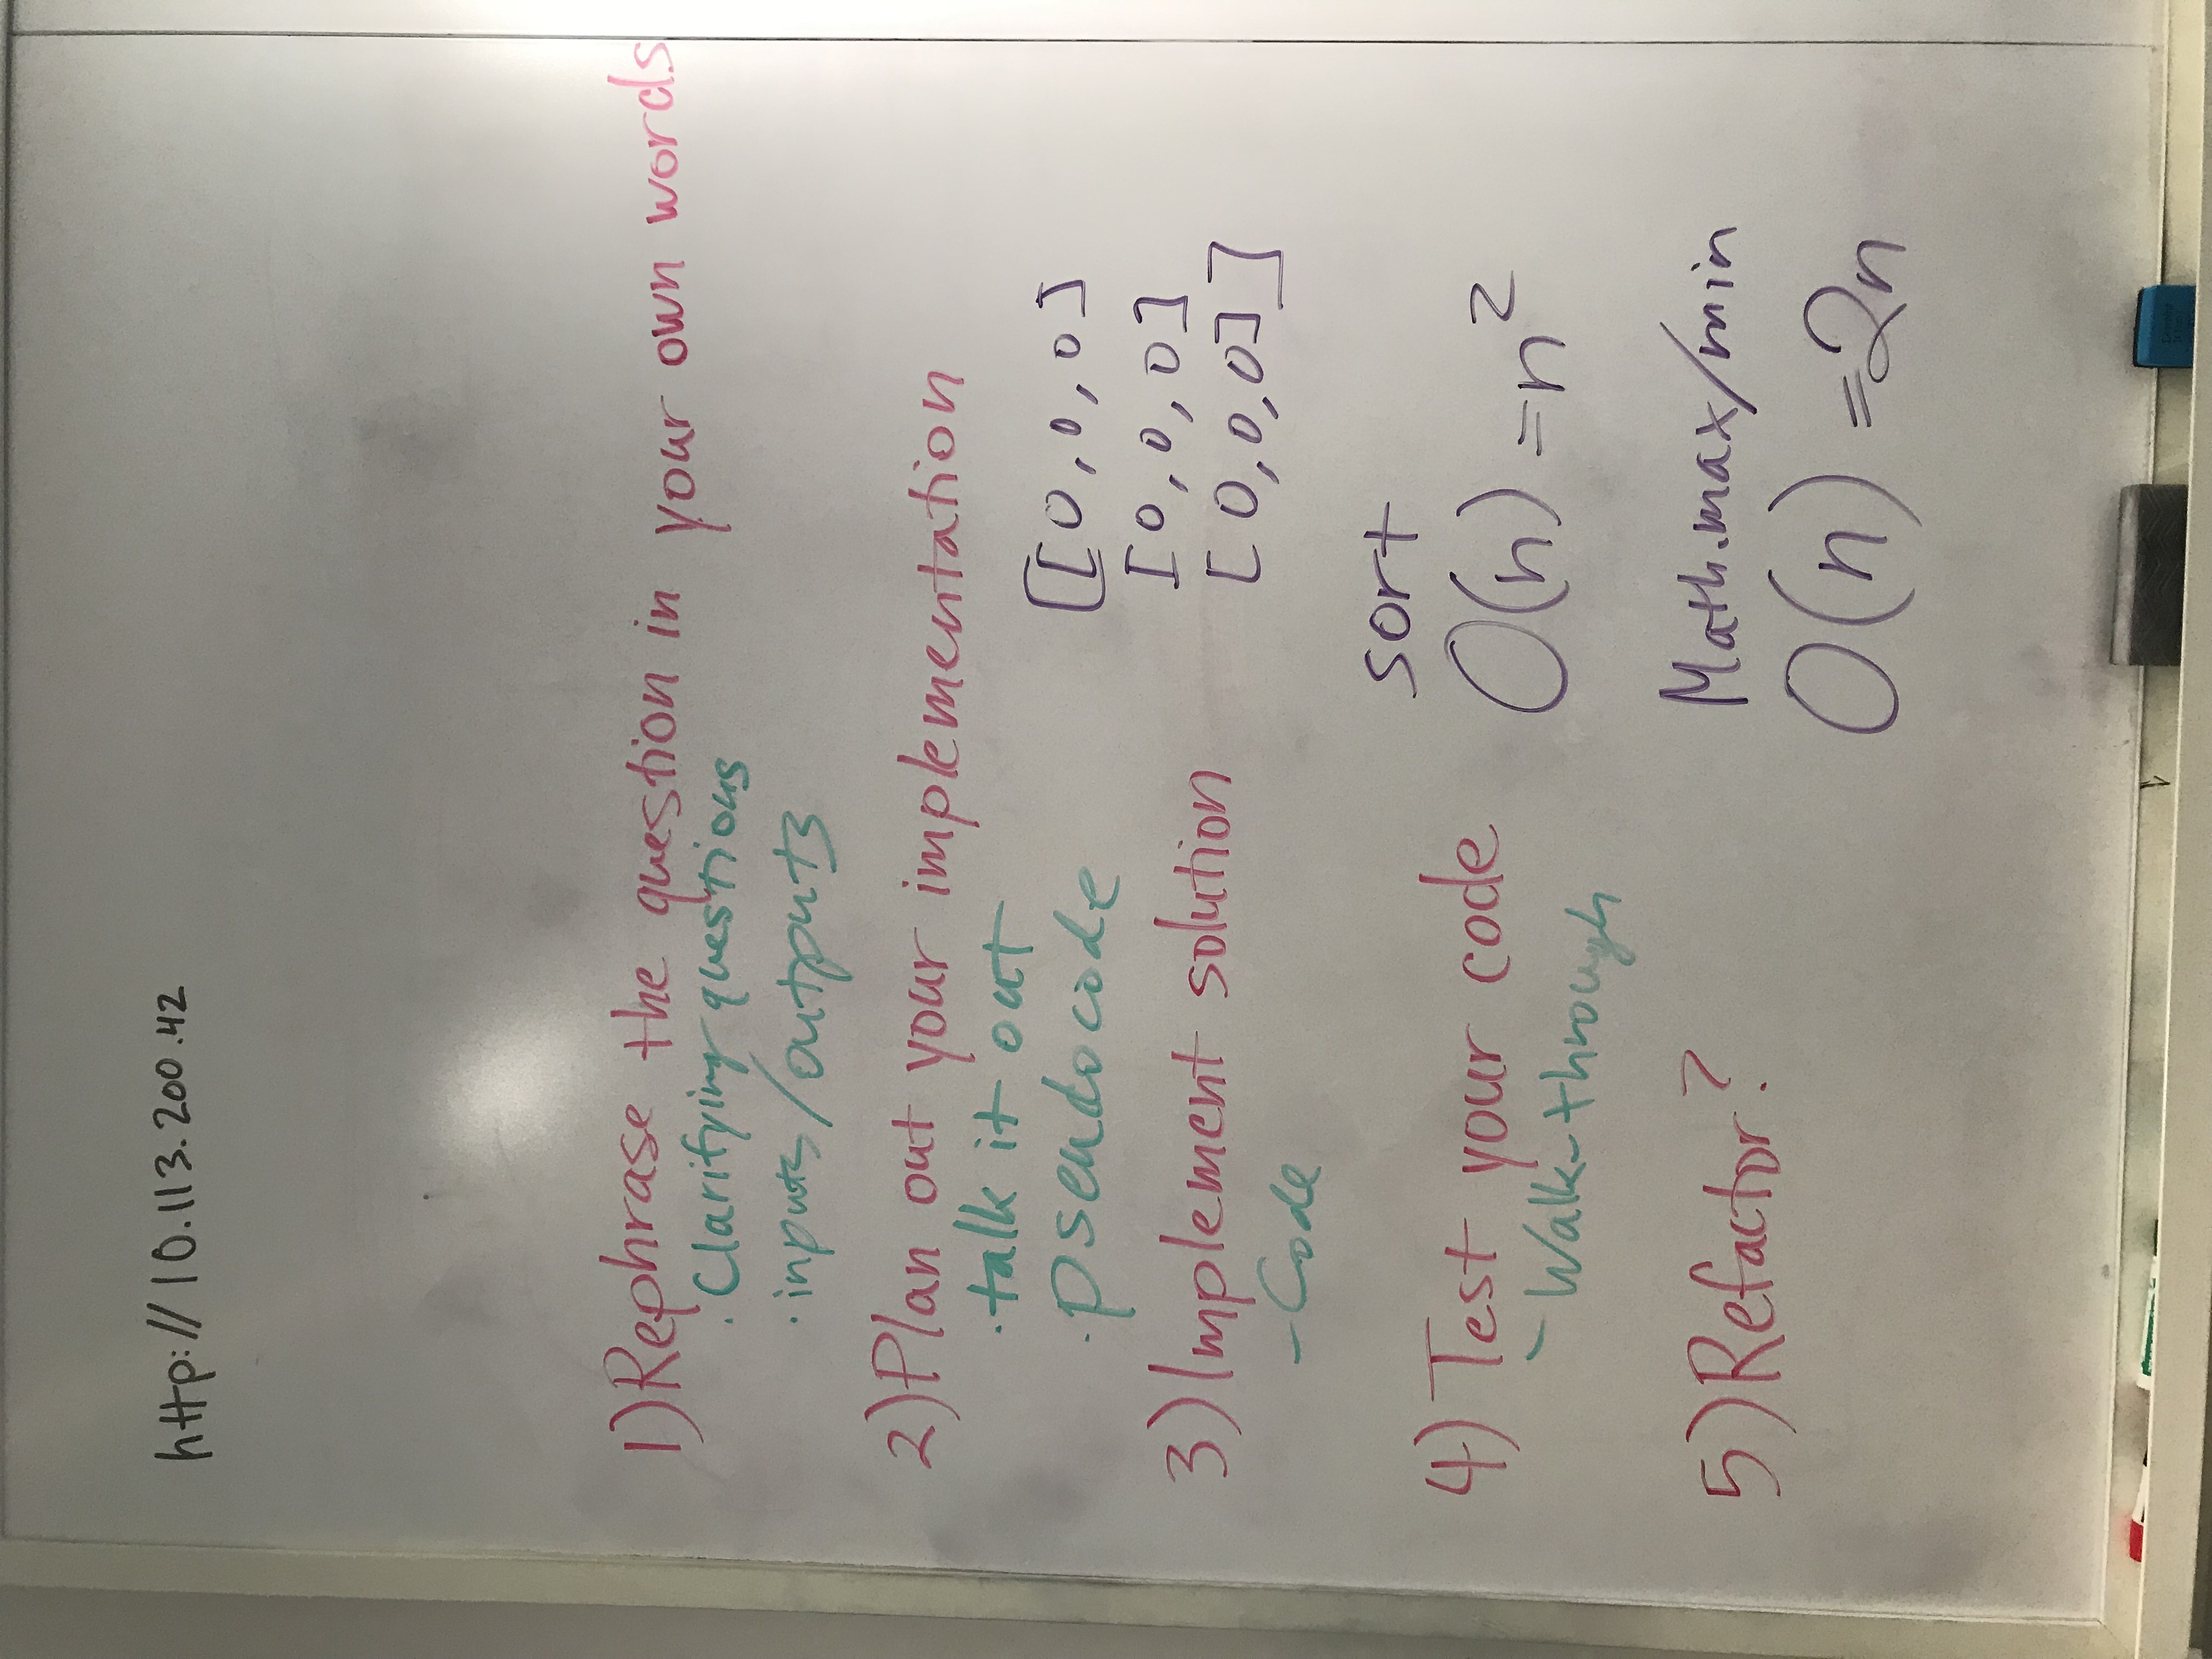 http://10.113.200.42
1) Rephrase the question in your own words
· Clarifying questions
· inputs/outputs
2) Plan out your implementation
· talk it out
· pseudocode
3) Implement solution
- Code
4) Test your code
- Walk-through
5) Refactor?
[[0,0,0]
[0,0,0]
[0,0,0]]
sort
O(n) = n²
Math.max/min
O(n) = 2n